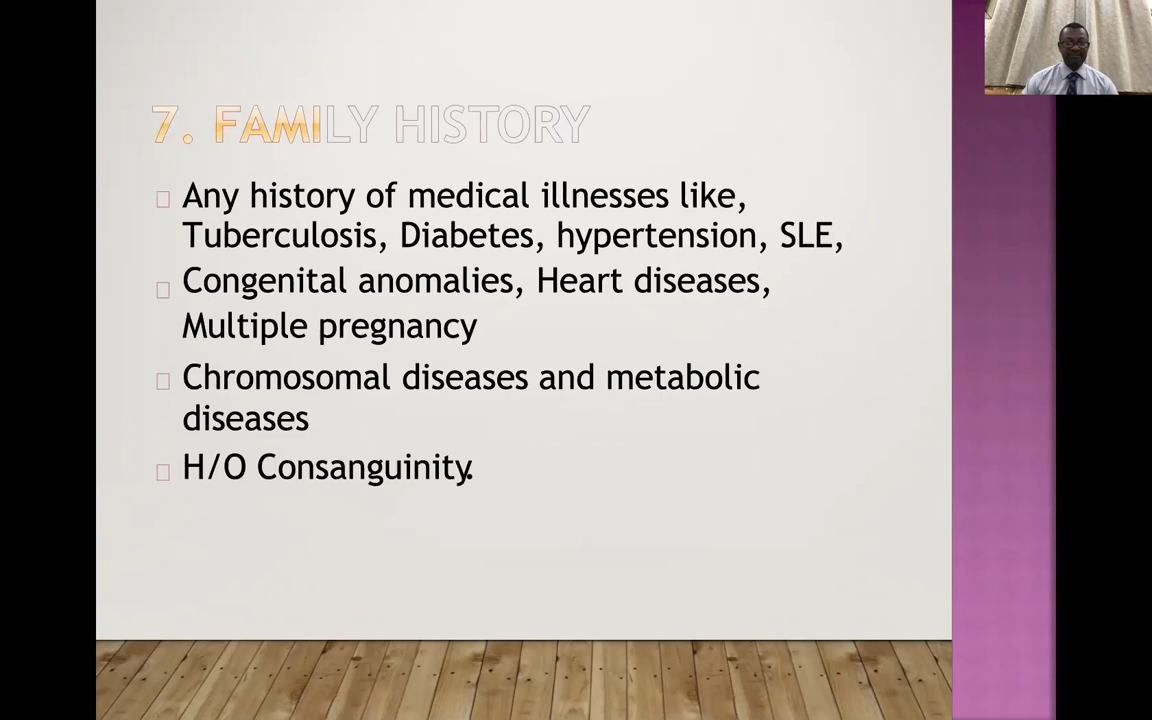 7. FAMILY HISTORY
Any history of medical illnesses like,
Tuberculosis, Diabetes, hypertension, SLE,
Congenital anomalies, Heart diseases,
Multiple pregnancy
Chromosomal diseases and metabolic
diseases
H/O Consanguinity.